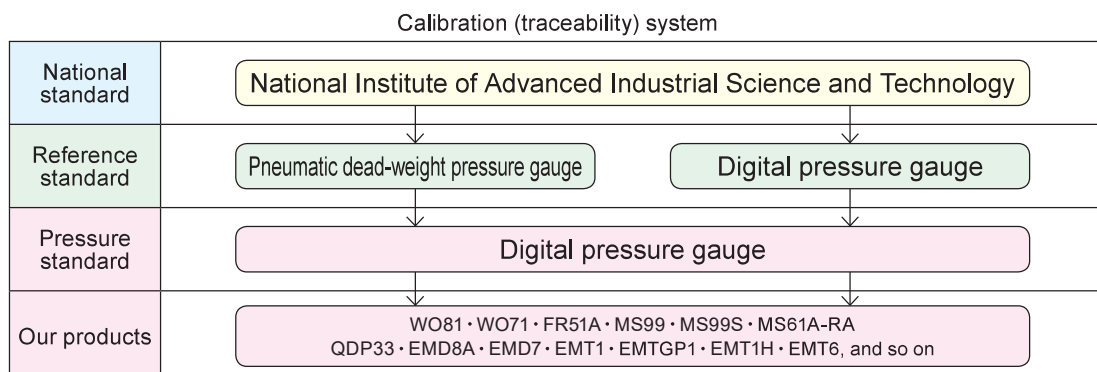 Calibration (traceability) system
National
standard
National Institute of Advanced Industrial Science and Technology
Reference
standard
Pneumatic dead-weight pressure gauge
Digital pressure gauge
Pressure
standard
Digital pressure gauge
Our products
WO81・WO71・FR51A・MS99・MS99S・MS61A-RA
QDP33・EMD8A・EMD7・EMT1・EMTGP1・EMT1H・EMT6, and so on